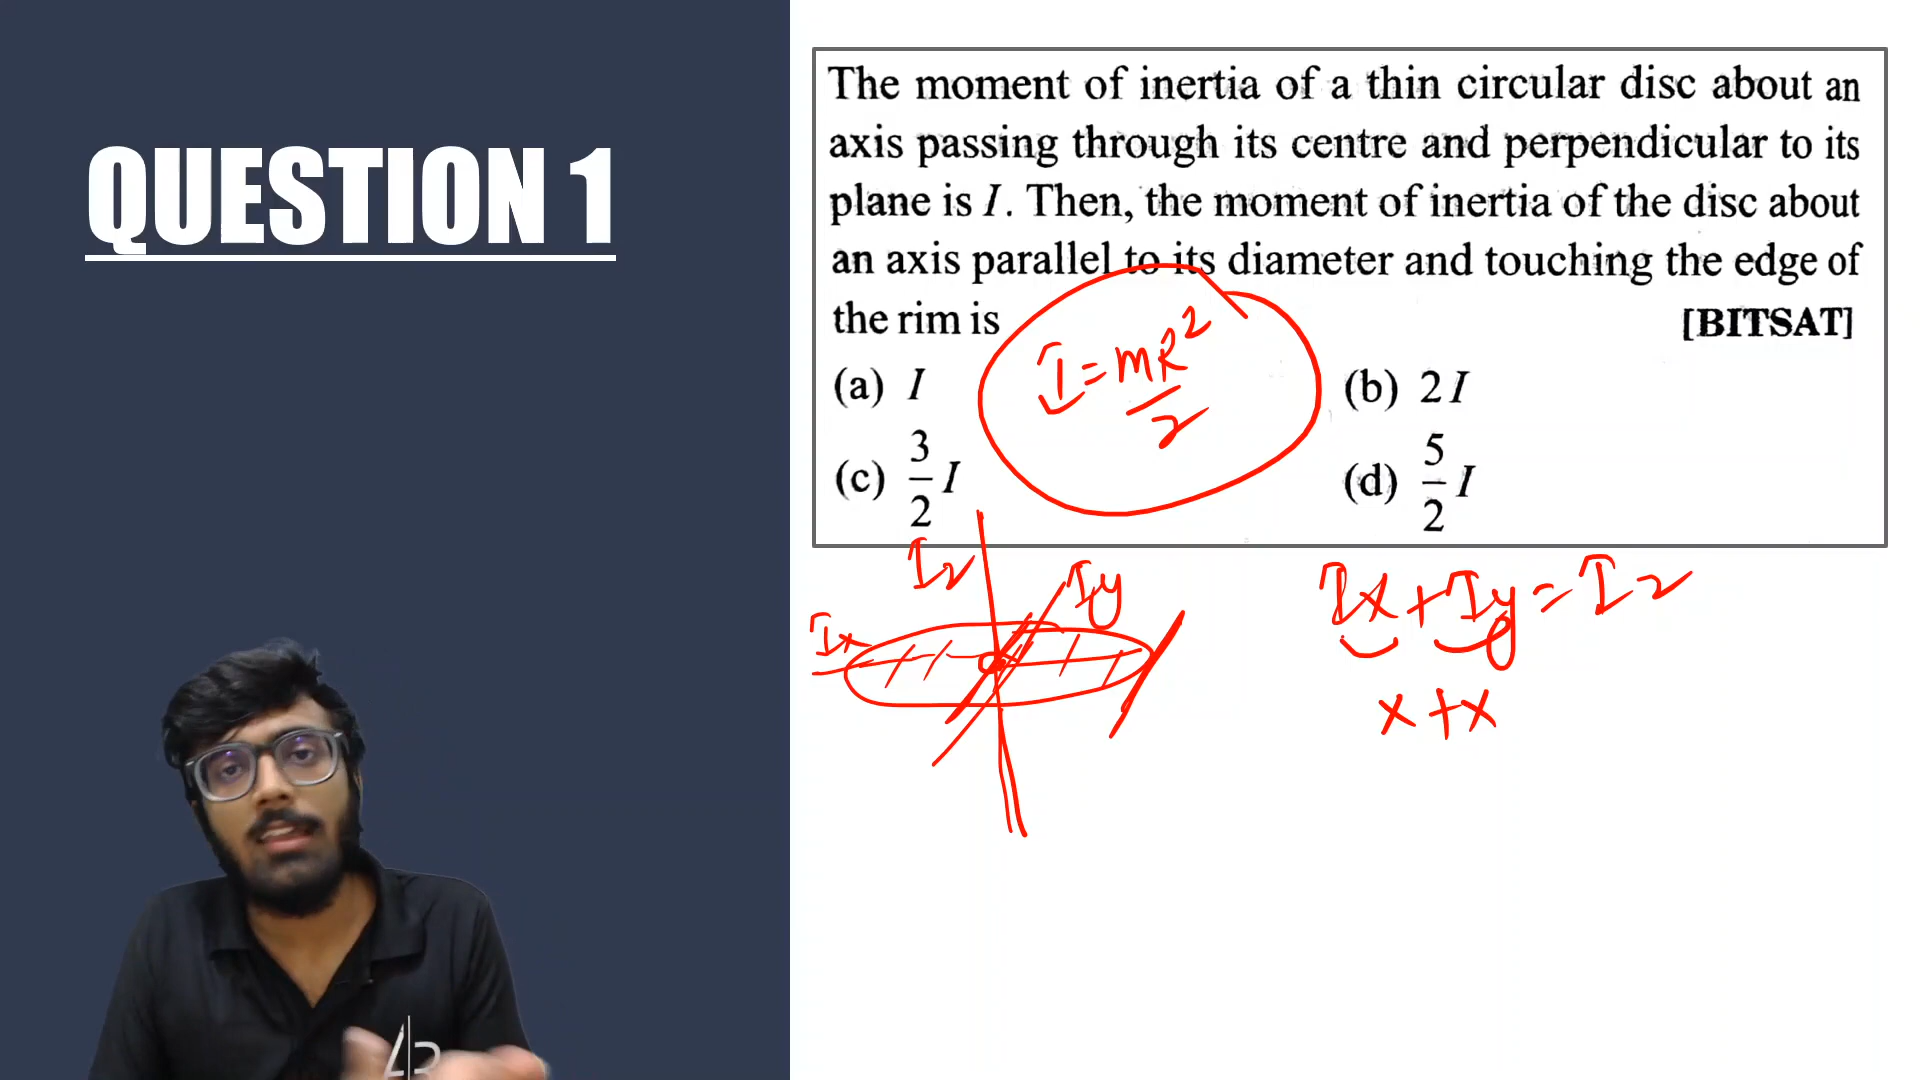 QUESTION 1
The moment of inertia of a thin circular disc about an
axis passing through its centre and perpendicular to its
plane is I. Then, the moment of inertia of the disc about
an axis parallel to its diameter and touching the edge of
the rim is [BITSAT]
(a) I (b) 2I
(c) 3/2 I (d) 5/2 I
I = mR²/2
Iz
Iy
Ix
Ix + Iy = Iz
x + x